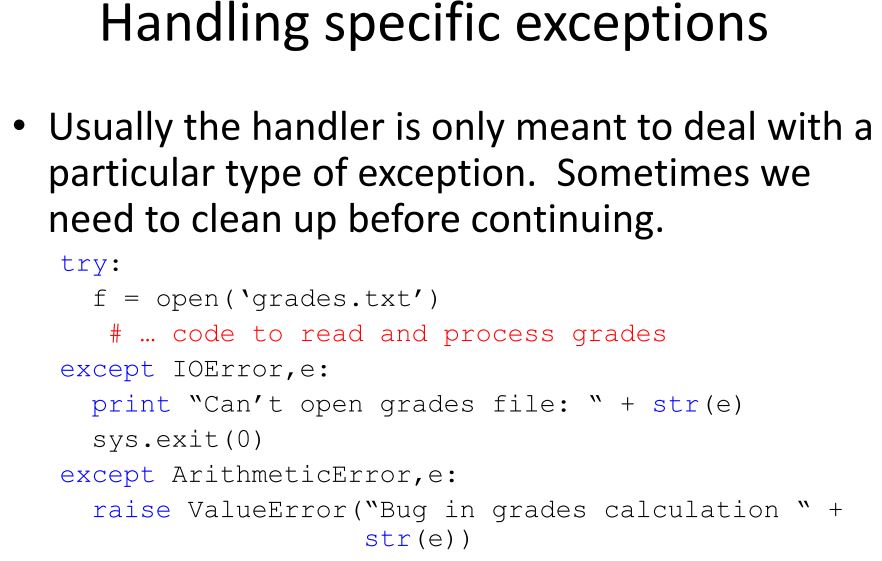 Handling specific exceptions
• Usually the handler is only meant to deal with a
particular type of exception.  Sometimes we
need to clean up before continuing.
try:
  f = open(‘grades.txt’)
   # … code to read and process grades
except IOError,e:
  print “Can’t open grades file: “ + str(e)
  sys.exit(0)
except ArithmeticError,e:
  raise ValueError(“Bug in grades calculation “ +
                   str(e))